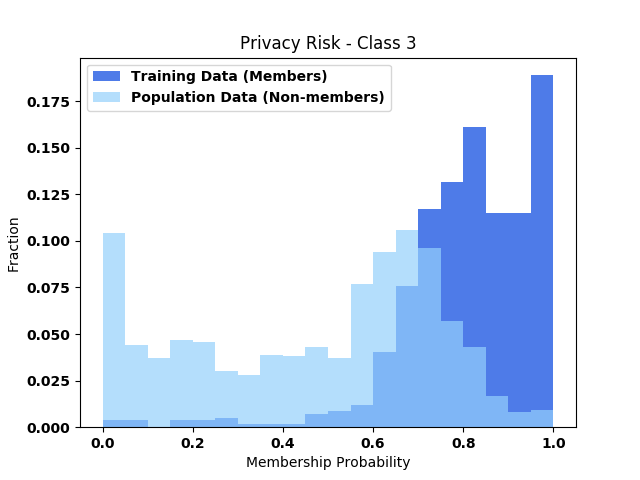 Privacy Risk - Class 3
Training Data (Members)
Population Data (Non-members)
0.175
0.150
0.125
0.100
0.075
0.050
0.025
0.000
Fraction
0.0 0.2 0.4 0.6 0.8 1.0
Membership Probability